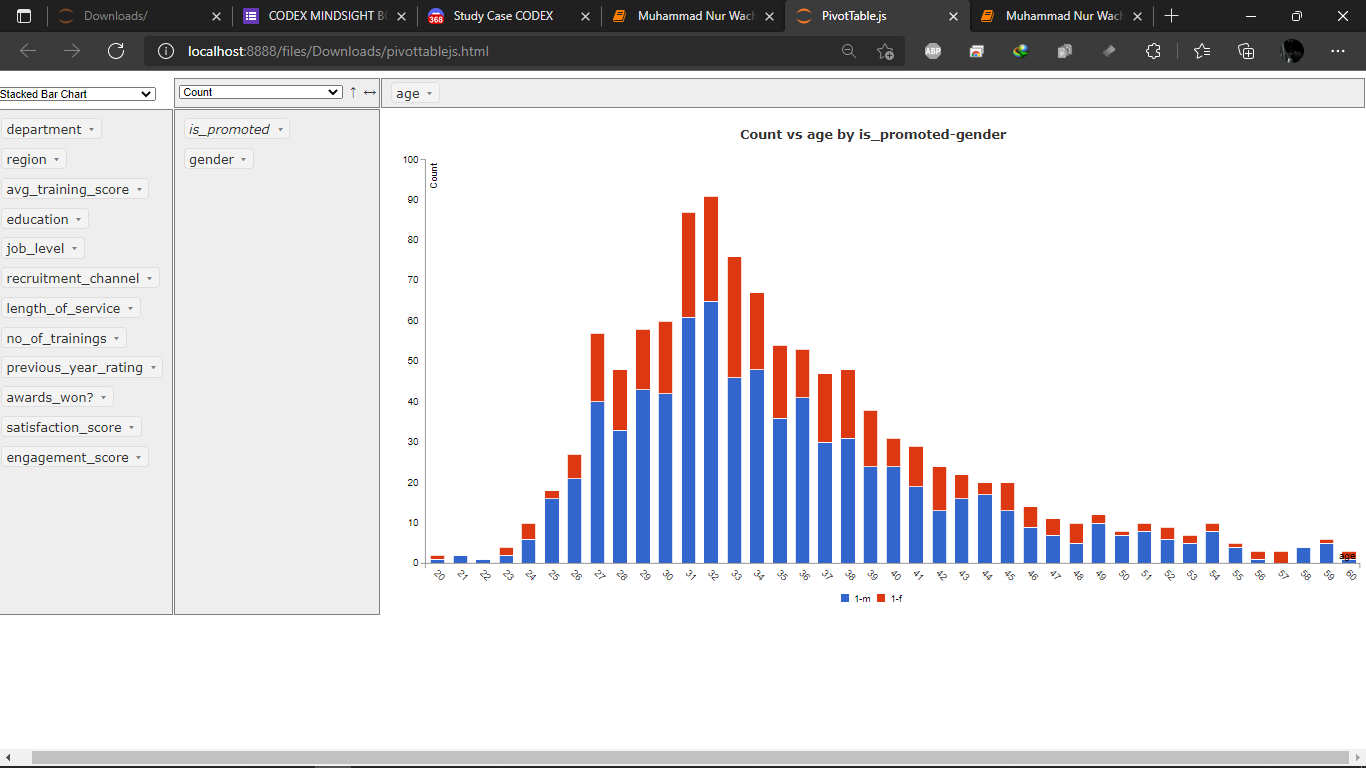 Downloads/
CODEX MINDSIGHT BO
Study Case CODEX
Muhammad Nur Wach
PivotTable.js
Muhammad Nur Wach
localhost:8888/files/Downloads/pivottablejs.html
ABP
Stacked Bar Chart
Count
↑ ↔
age
department
region
avg_training_score
education
job_level
recruitment_channel
length_of_service
no_of_trainings
previous_year_rating
awards_won?
satisfaction_score
engagement_score
is_promoted
gender
Count vs age by is_promoted-gender
Count
100
90
80
70
60
50
40
30
20
10
0
age
20 21 22 23 24 25 26 27 28 29 30 31 32 33 34 35 36 37 38 39 40 41 42 43 44 45 46 47 48 49 50 51 52 53 54 55 56 57 58 59 60
1-m 1-f